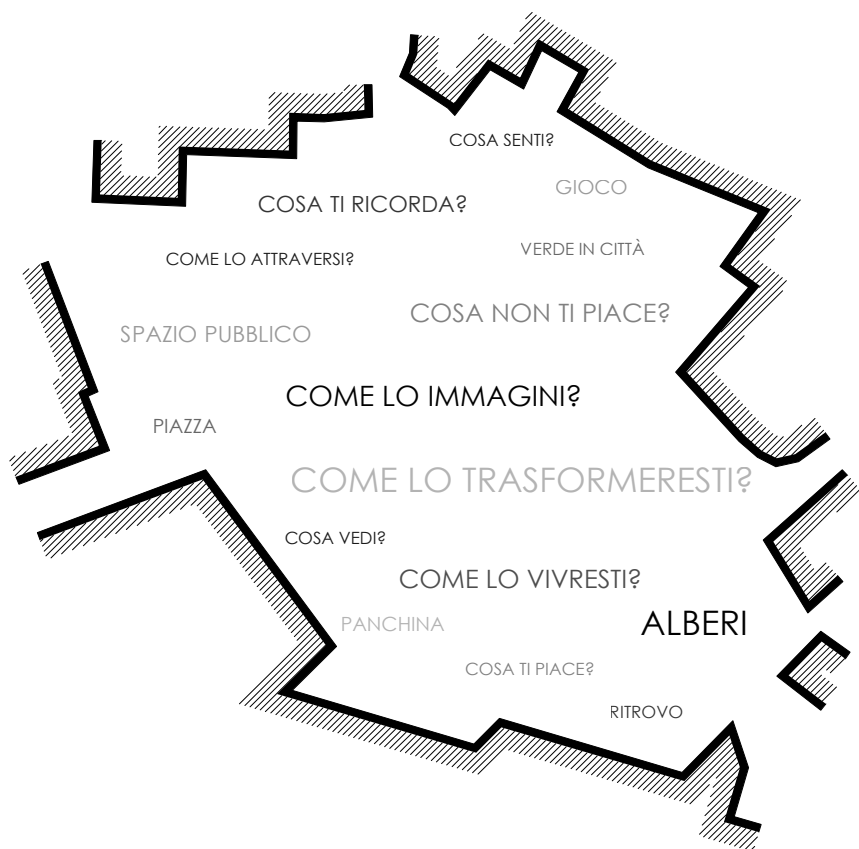 COSA SENTI?
GIOCO
COSA TI RICORDA?
VERDE IN CITTÀ
COME LO ATTRAVERSI?
COSA NON TI PIACE?
SPAZIO PUBBLICO
COME LO IMMAGINI?
PIAZZA
COME LO TRASFORMERESTI?
COSA VEDI?
COME LO VIVRESTI?
PANCHINA
ALBERI
COSA TI PIACE?
RITROVO